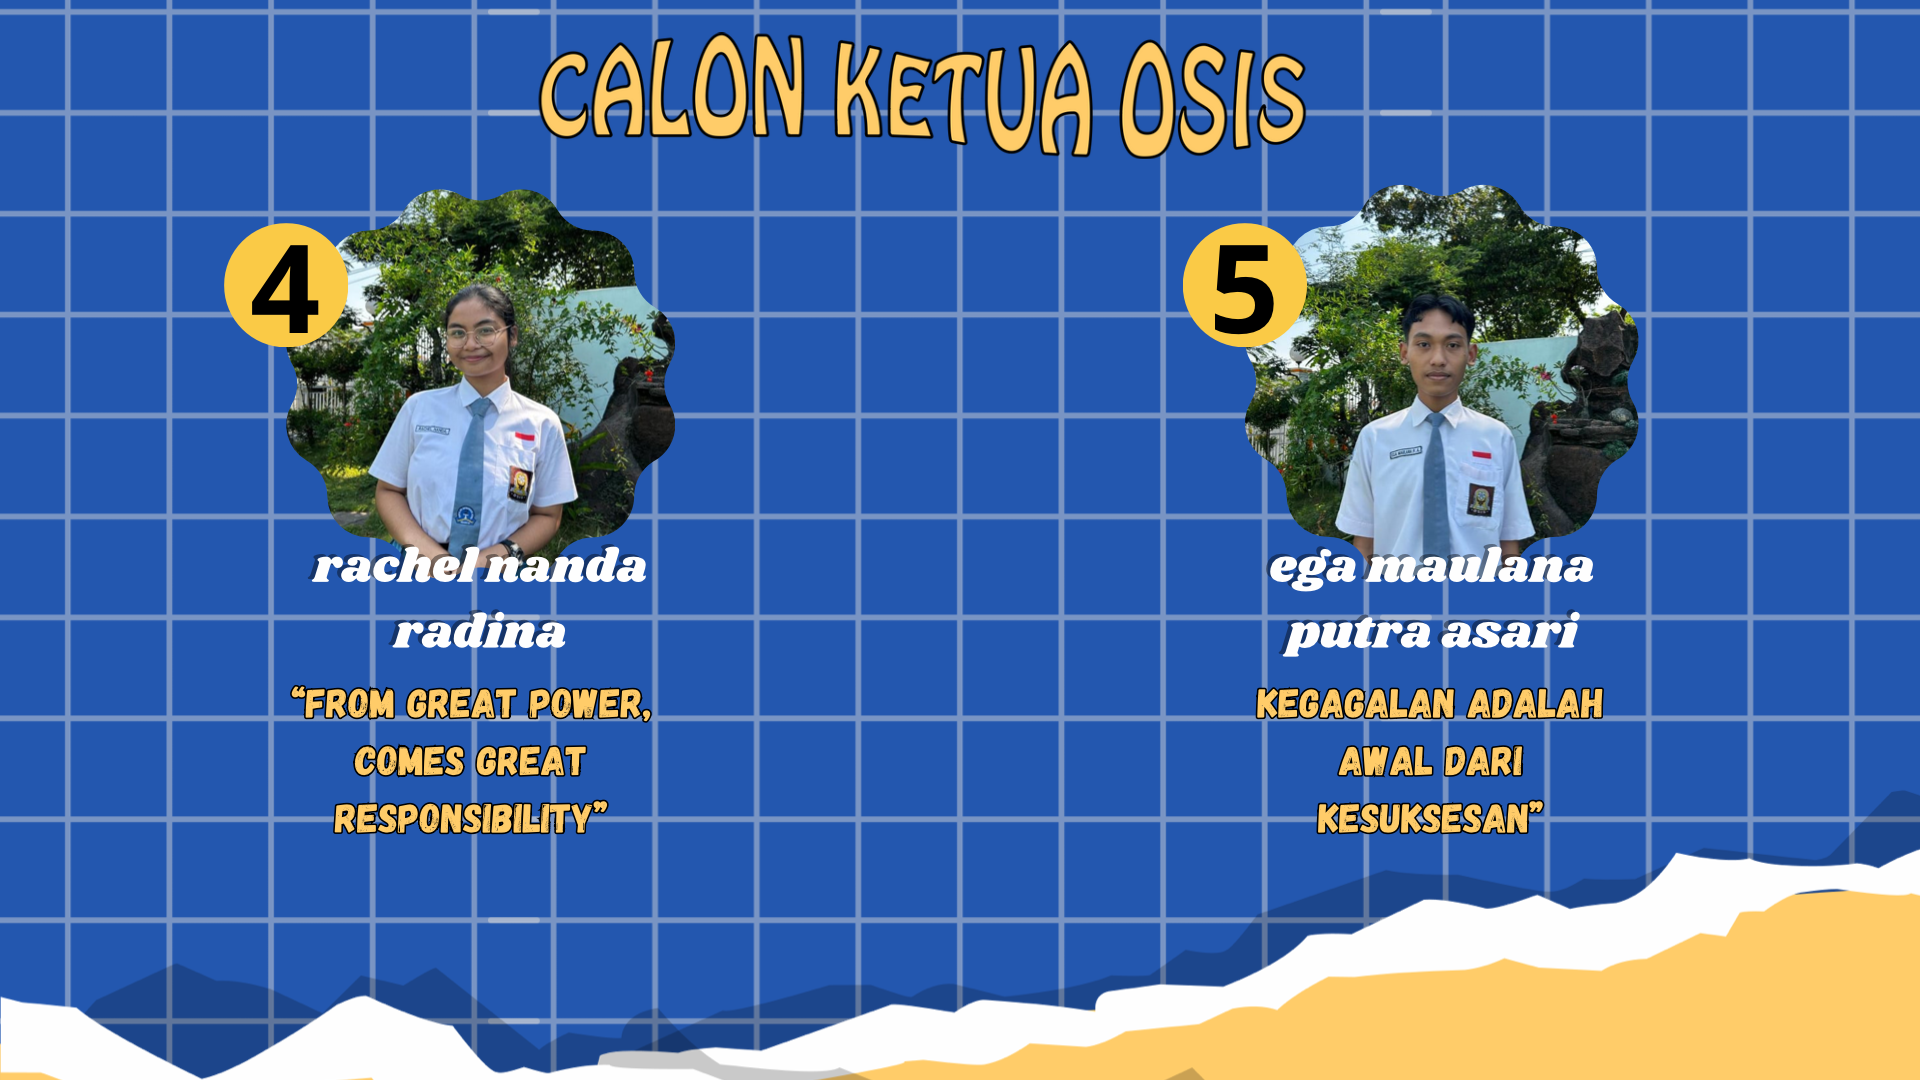 CALON KETUA OSIS
4
rachel nanda
radina
“FROM GREAT POWER,
COMES GREAT
RESPONSIBILITY”
5
ega maulana
putra asari
KEGAGALAN ADALAH
AWAL DARI
KESUKSESAN”